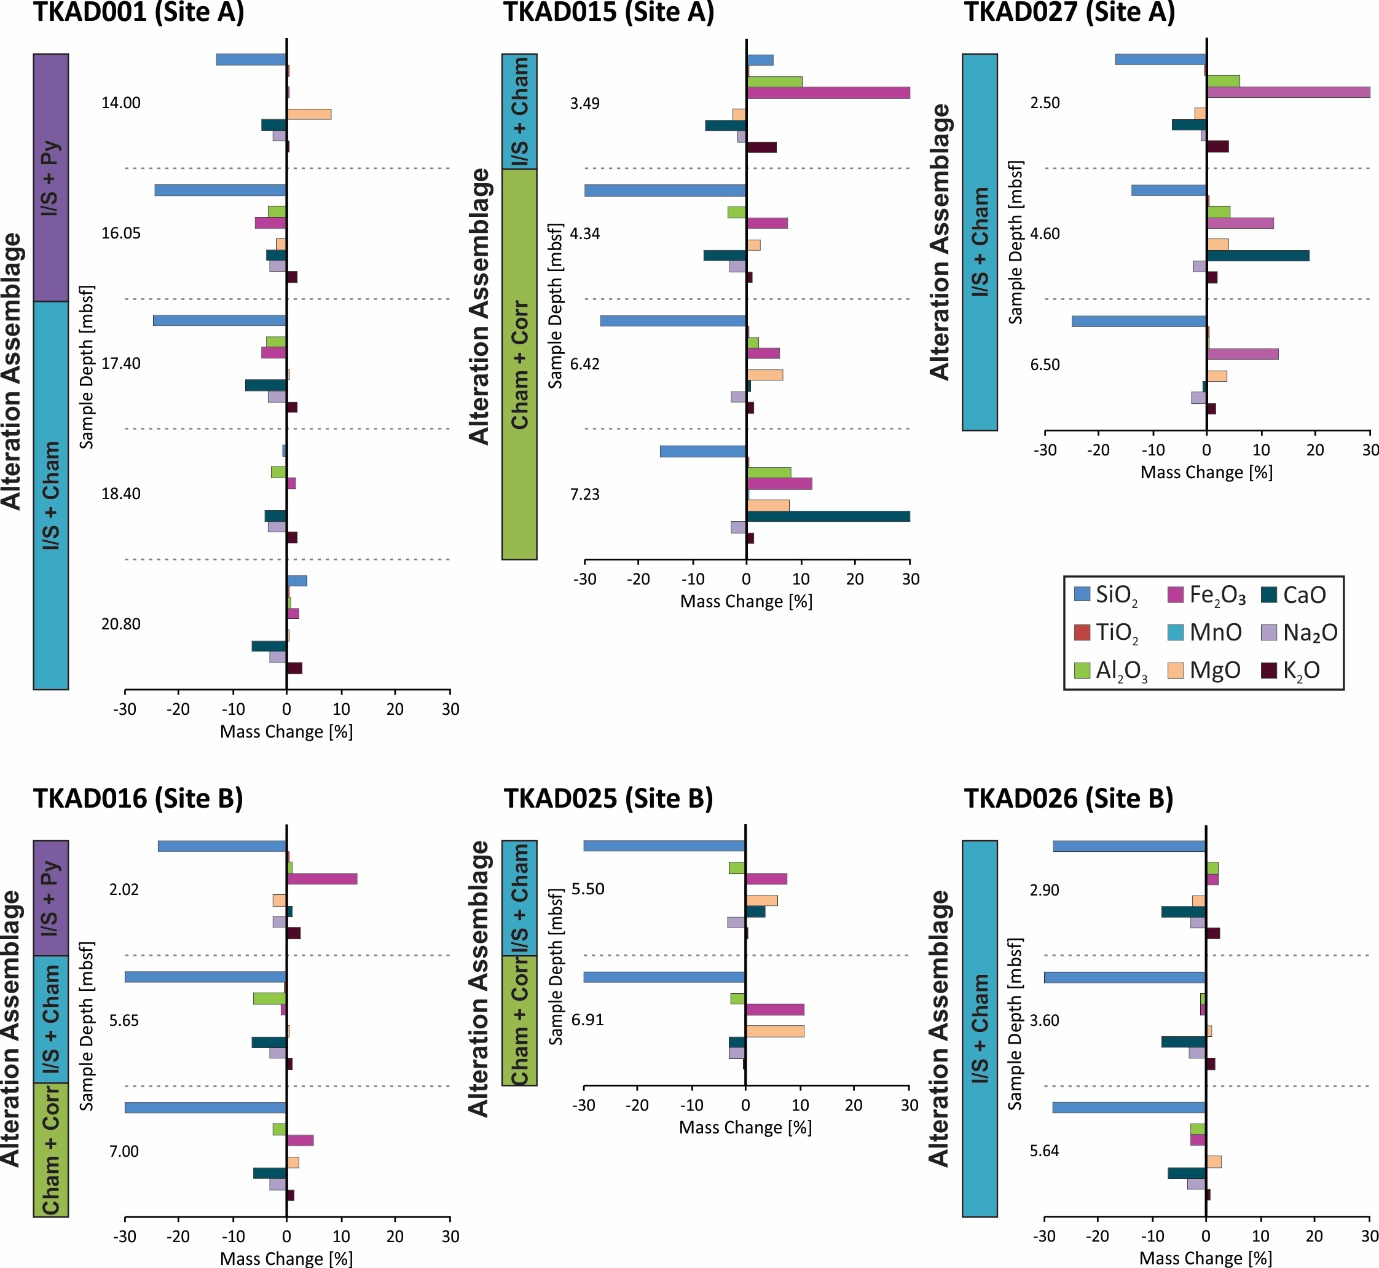 TKAD001 (Site A)
Alteration Assemblage
I/S + Py
I/S + Cham
Sample Depth [mbsf]
14.00
16.05
17.40
18.40
20.80
-30 -20 -10 0 10 20 30
Mass Change [%]
TKAD015 (Site A)
Alteration Assemblage
I/S + Cham
Cham + Corr
Sample Depth [mbsf]
3.49
4.34
6.42
7.23
-30 -20 -10 0 10 20 30
Mass Change [%]
TKAD027 (Site A)
Alteration Assemblage
I/S + Cham
Sample Depth [mbsf]
2.50
4.60
6.50
-30 -20 -10 0 10 20 30
Mass Change [%]
SiO₂ Fe₂O₃ CaO
TiO₂ MnO Na₂O
Al₂O₃ MgO K₂O
TKAD016 (Site B)
Alteration Assemblage
I/S + Py
I/S + Cham
Cham + Corr
Sample Depth [mbsf]
2.02
5.65
7.00
-30 -20 -10 0 10 20 30
Mass Change [%]
TKAD025 (Site B)
Alteration Assemblage
I/S + Cham
Cham + Corr
Sample Depth [mbsf]
5.50
6.91
-30 -20 -10 0 10 20 30
Mass Change [%]
TKAD026 (Site B)
Alteration Assemblage
I/S + Cham
Sample Depth [mbsf]
2.90
3.60
5.64
-30 -20 -10 0 10 20 30
Mass Change [%]